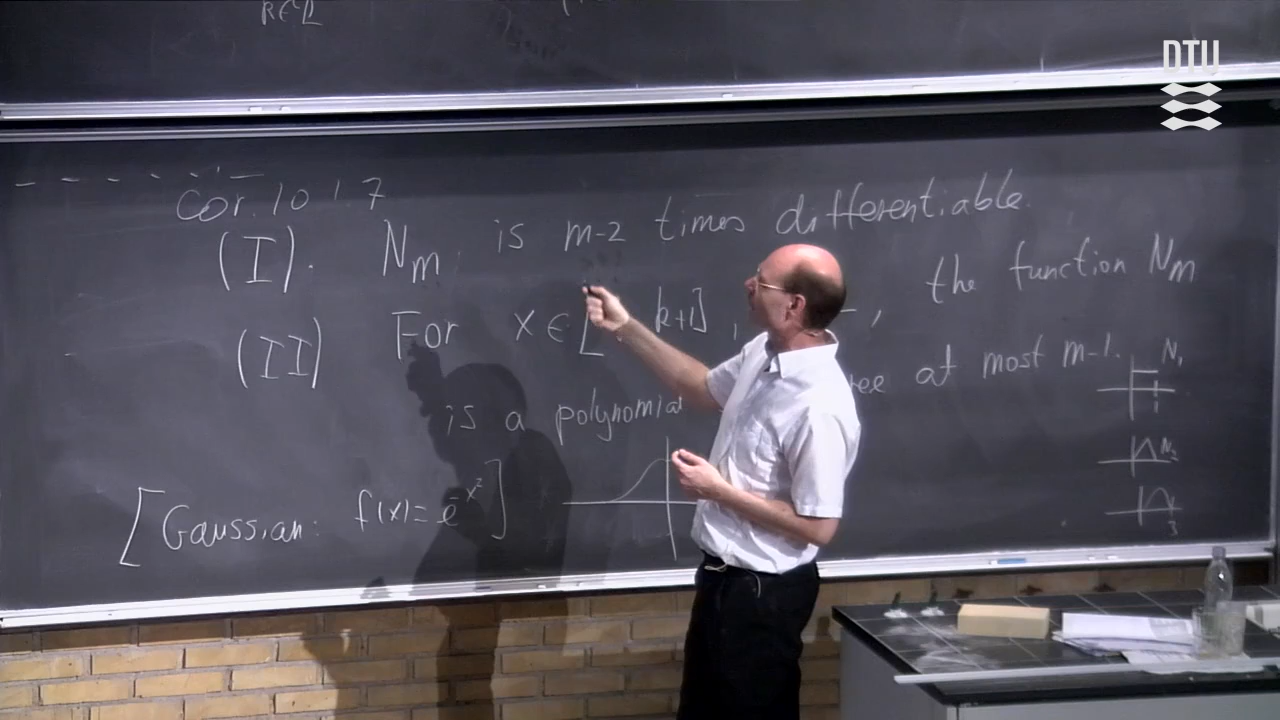 DTU
Cor. 10.1.7
(I). Nm is m-2 times differentiable.
(II) For x ∈ [ k+1], the function Nm
is a polynomial at most m-1.
[Gaussian: f(x)= e^-x²]
N₁
1
N₂
3